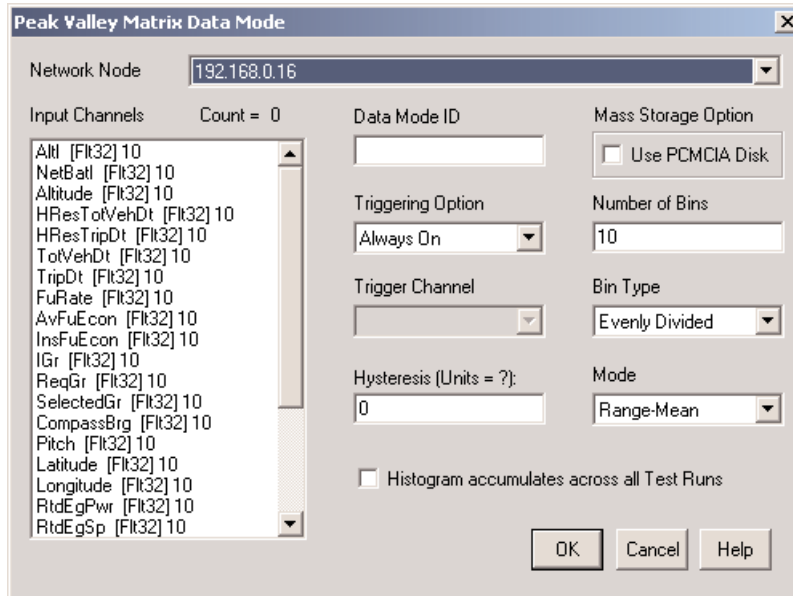 Peak Valley Matrix Data Mode
Network Node
192.168.0.16
Input Channels Count = 0
AltI [Flt32] 10
NetBatI [Flt32] 10
Altitude [Flt32] 10
HResTotVehDt [Flt32] 10
HResTripDt [Flt32] 10
TotVehDt [Flt32] 10
TripDt [Flt32] 10
FuRate [Flt32] 10
AvFuEcon [Flt32] 10
InsFuEcon [Flt32] 10
IGr [Flt32] 10
ReqGr [Flt32] 10
SelectedGr [Flt32] 10
CompassBrg [Flt32] 10
Pitch [Flt32] 10
Latitude [Flt32] 10
Longitude [Flt32] 10
RtdEgPwr [Flt32] 10
RtdEgSp [Flt32] 10
Data Mode ID
Triggering Option
Always On
Trigger Channel
Hysteresis (Units = ?):
0
Mass Storage Option
Use PCMCIA Disk
Number of Bins
10
Bin Type
Evenly Divided
Mode
Range-Mean
Histogram accumulates across all Test Runs
OK Cancel Help